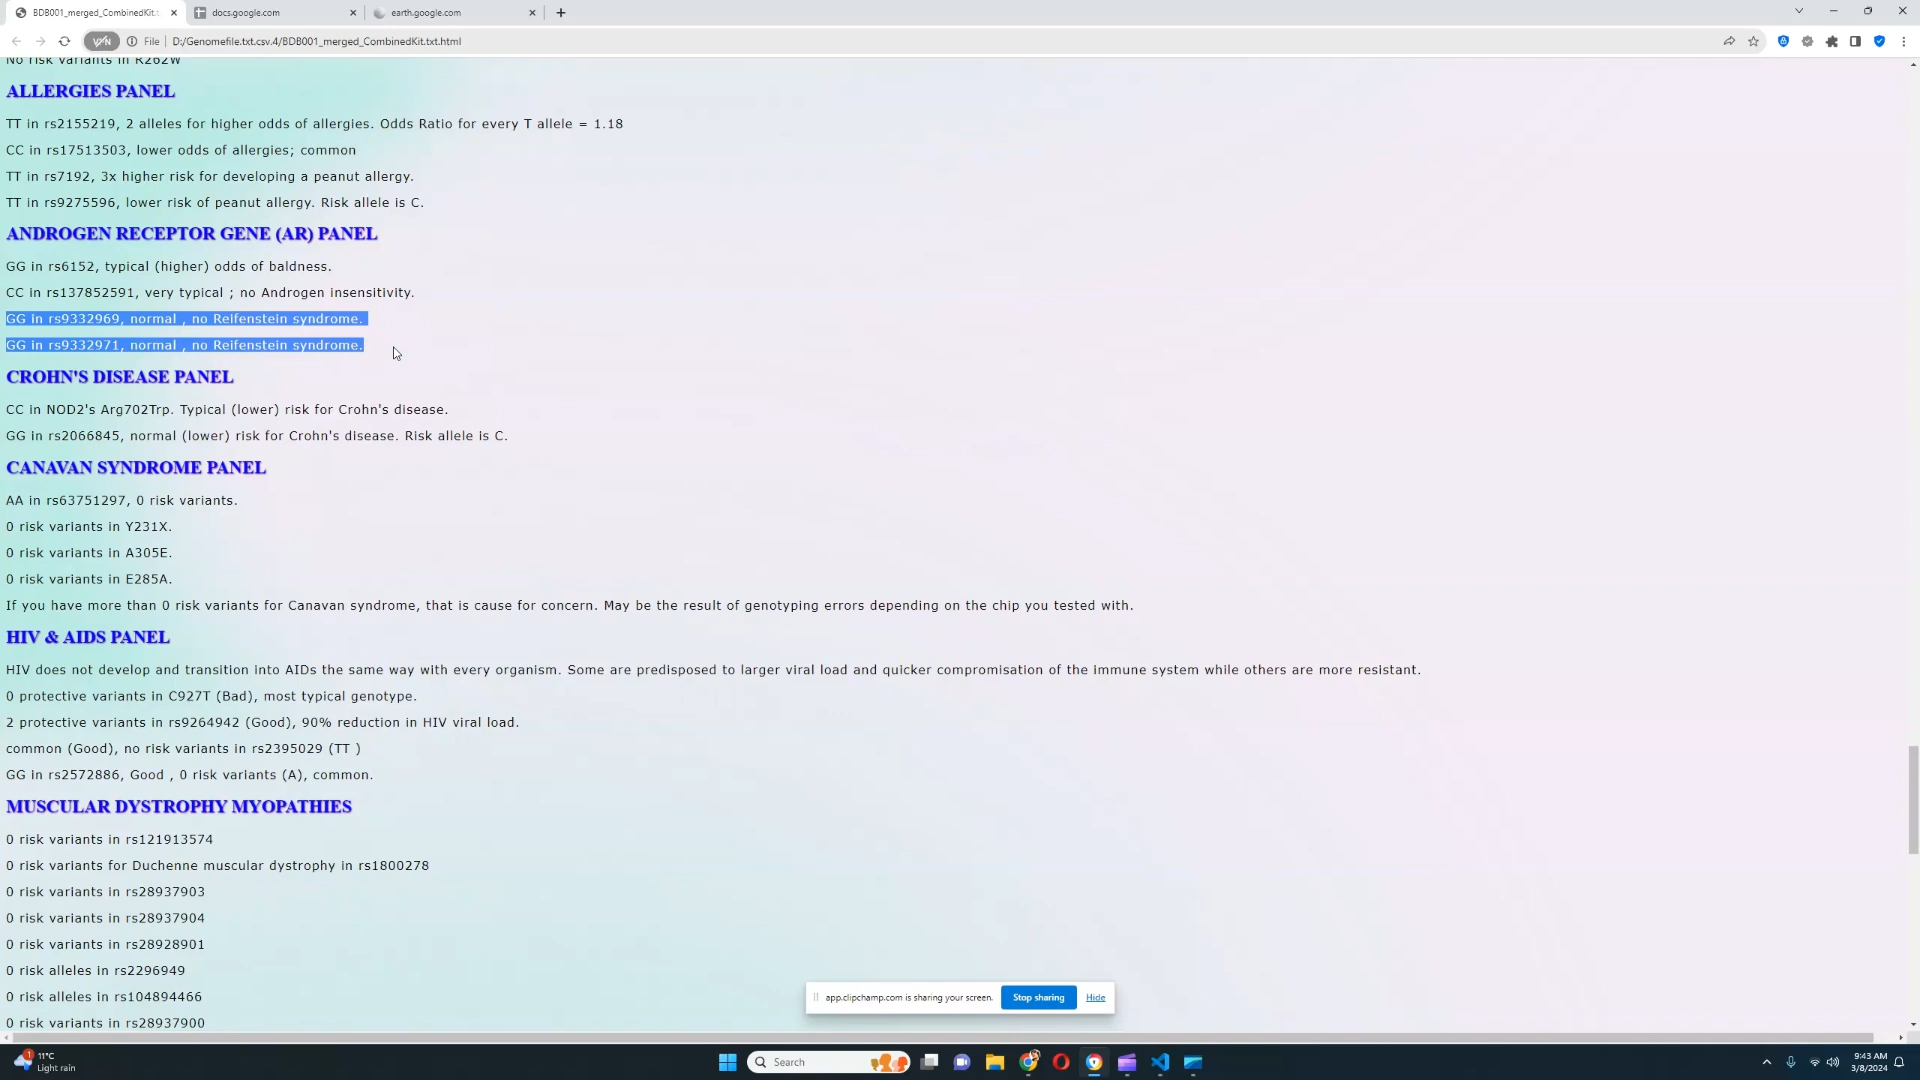 BDB001_merged_CombinedKit.t
docs.google.com
earth.google.com
VPN
File
D:/Genomefile.txt.csv.4/BDB001_merged_CombinedKit.txt.html
No risk variants in R262W
ALLERGIES PANEL
TT in rs2155219, 2 alleles for higher odds of allergies. Odds Ratio for every T allele = 1.18
CC in rs17513503, lower odds of allergies; common
TT in rs7192, 3x higher risk for developing a peanut allergy.
TT in rs9275596, lower risk of peanut allergy. Risk allele is C.
ANDROGEN RECEPTOR GENE (AR) PANEL
GG in rs6152, typical (higher) odds of baldness.
CC in rs137852591, very typical ; no Androgen insensitivity.
GG in rs9332969, normal , no Reifenstein syndrome.
GG in rs9332971, normal , no Reifenstein syndrome.
CROHN'S DISEASE PANEL
CC in NOD2's Arg702Trp. Typical (lower) risk for Crohn's disease.
GG in rs2066845, normal (lower) risk for Crohn's disease. Risk allele is C.
CANAVAN SYNDROME PANEL
AA in rs63751297, 0 risk variants.
0 risk variants in Y231X.
0 risk variants in A305E.
0 risk variants in E285A.
If you have more than 0 risk variants for Canavan syndrome, that is cause for concern. May be the result of genotyping errors depending on the chip you tested with.
HIV & AIDS PANEL
HIV does not develop and transition into AIDs the same way with every organism. Some are predisposed to larger viral load and quicker compromisation of the immune system while others are more resistant.
0 protective variants in C927T (Bad), most typical genotype.
2 protective variants in rs9264942 (Good), 90% reduction in HIV viral load.
common (Good), no risk variants in rs2395029 (TT )
GG in rs2572886, Good , 0 risk variants (A), common.
MUSCULAR DYSTROPHY MYOPATHIES
0 risk variants in rs121913574
0 risk variants for Duchenne muscular dystrophy in rs1800278
0 risk variants in rs28937903
0 risk variants in rs28937904
0 risk variants in rs28928901
0 risk alleles in rs2296949
0 risk alleles in rs104894466
0 risk variants in rs28937900
app.clipchamp.com is sharing your screen.
Stop sharing
Hide
1
11°C
Light rain
Search
9:43 AM
3/8/2024